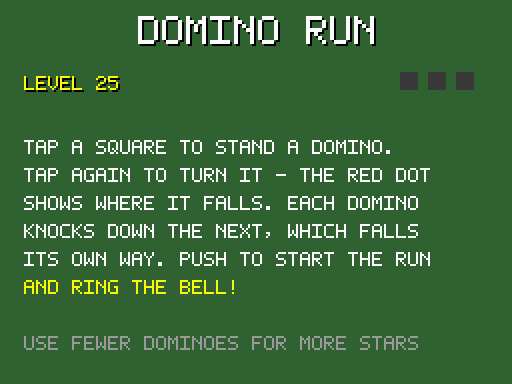 DOMINO RUN
LEVEL 25
TAP A SQUARE TO STAND A DOMINO.
TAP AGAIN TO TURN IT - THE RED DOT
SHOWS WHERE IT FALLS. EACH DOMINO
KNOCKS DOWN THE NEXT, WHICH FALLS
ITS OWN WAY. PUSH TO START THE RUN
AND RING THE BELL!
USE FEWER DOMINOES FOR MORE STARS